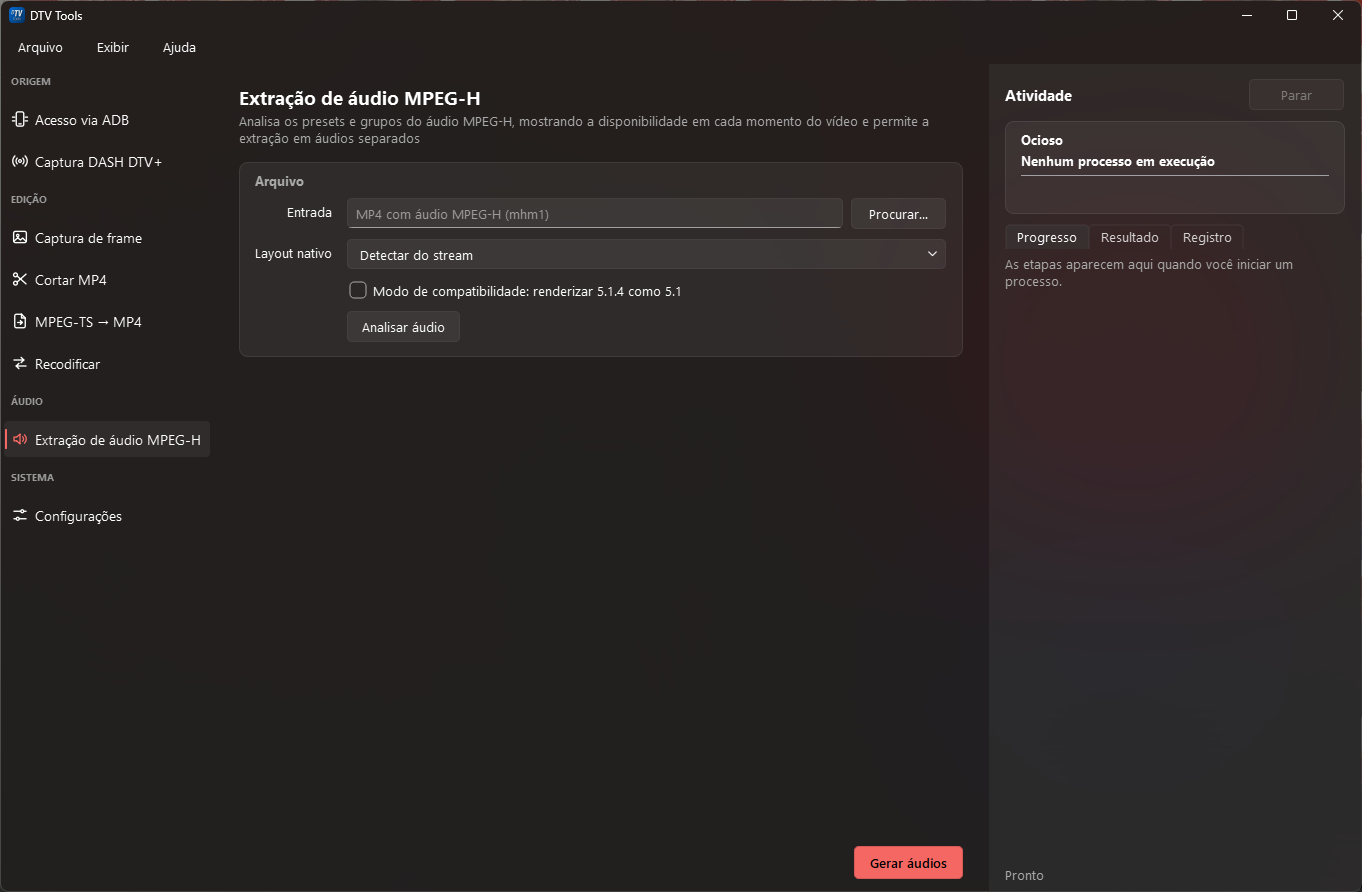 DTV Tools
Arquivo
Exibir
Ajuda
ORIGEM
Acesso via ADB
Captura DASH DTV+
EDIÇÃO
Captura de frame
Cortar MP4
MPEG-TS → MP4
Recodificar
ÁUDIO
Extração de áudio MPEG-H
SISTEMA
Configurações
Extração de áudio MPEG-H
Analisa os presets e grupos do áudio MPEG-H, mostrando a disponibilidade em cada momento do vídeo e permite a
extração em áudios separados
Arquivo
Entrada
MP4 com áudio MPEG-H (mhm1)
Procurar...
Layout nativo
Detectar do stream
Modo de compatibilidade: renderizar 5.1.4 como 5.1
Analisar áudio
Gerar áudios
Atividade
Parar
Ocioso
Nenhum processo em execução
Progresso
Resultado
Registro
As etapas aparecem aqui quando você iniciar um
processo.
Pronto